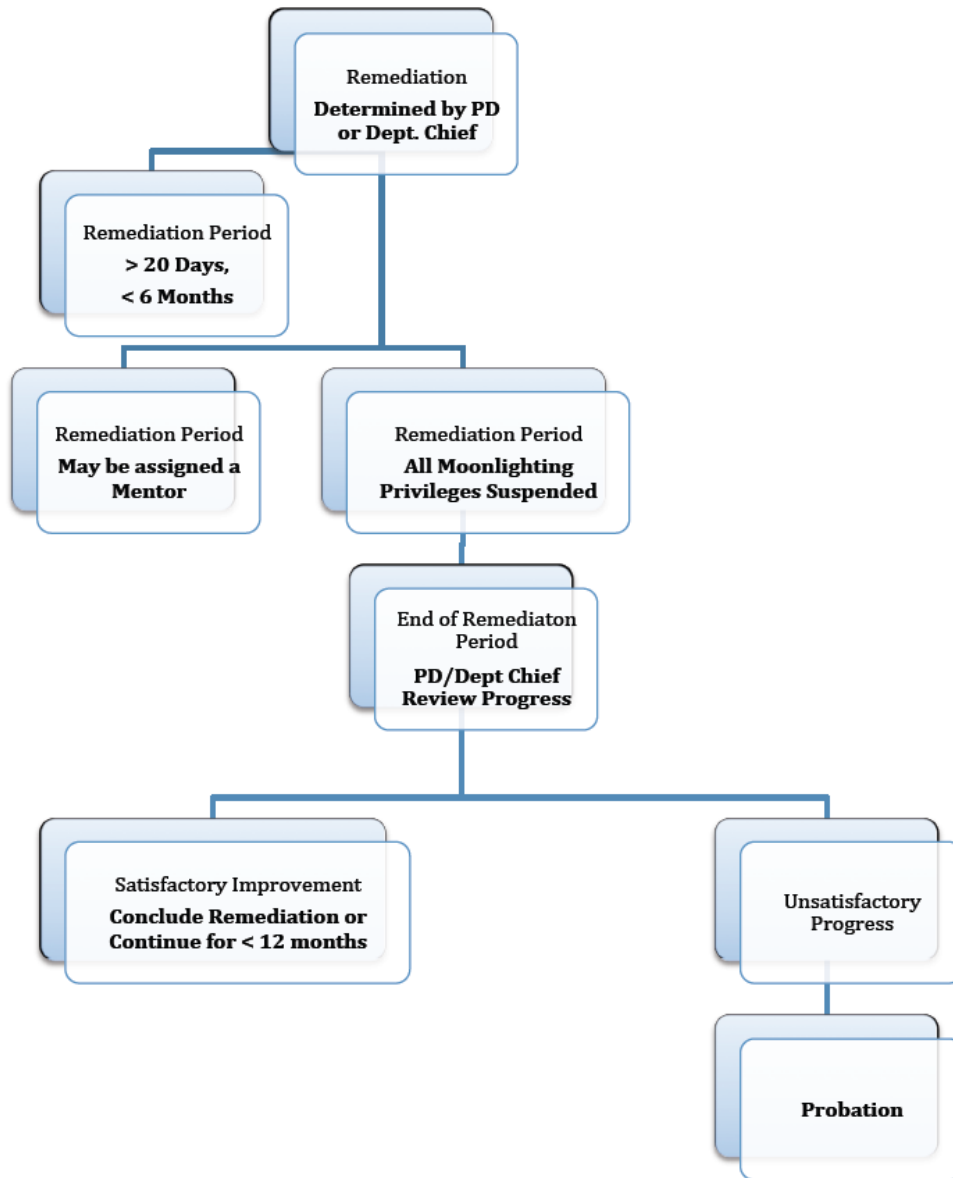 Remediation
Determined by PD
or Dept. Chief
Remediation Period
> 20 Days,
< 6 Months
Remediation Period
May be assigned a
Mentor
Remediation Period
All Moonlighting
Privileges Suspended
End of Remediaton
Period
PD/Dept Chief
Review Progress
Satisfactory Improvement
Conclude Remediation or
Continue for < 12 months
Unsatisfactory
Progress
Probation